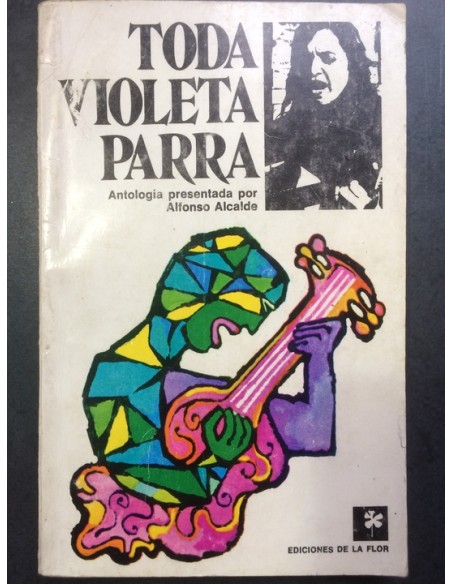 TODA
VIOLETA
PARRA
Antología presentada por
Alfonso Alcalde
EDICIONES DE LA FLOR